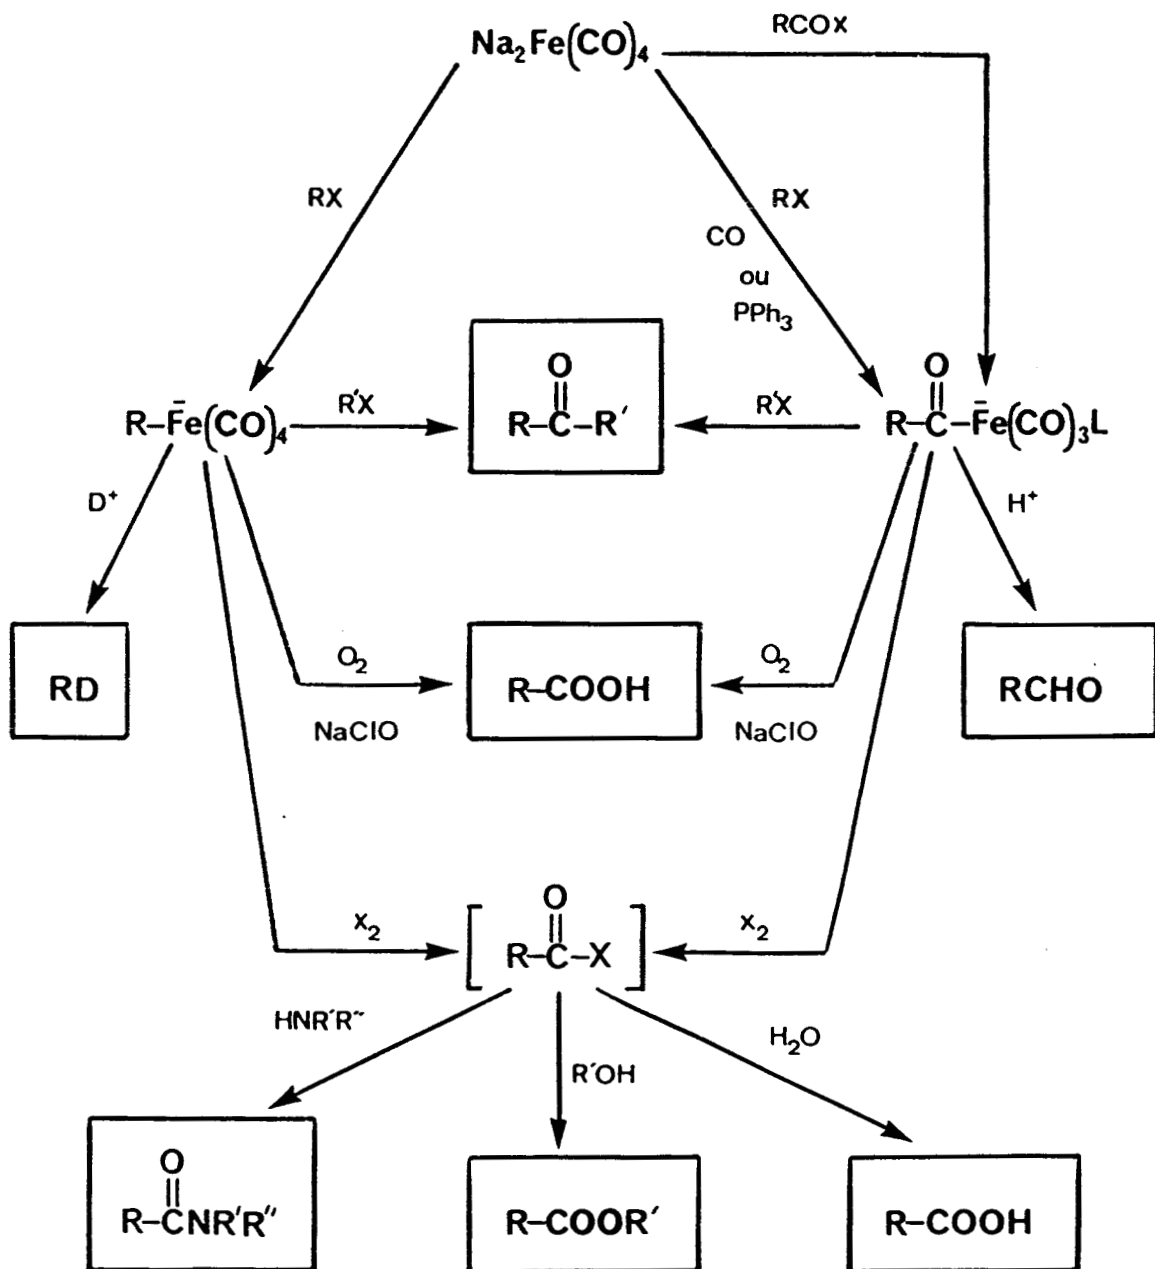 RCOX
Na₂Fe(CO)₄
RX
RX
CO
ou
PPh₃
O
R–C–R′
O
R–C–F̄e(CO)₃L
R–F̄e(CO)₄
R′X
R′X
D⁺
H⁺
RD
O₂
NaClO
R–COOH
O₂
NaClO
RCHO
X₂
O
[R–C–X]
X₂
HNR′R″
R′OH
H₂O
O
R–CNR′R″
R–COOR′
R–COOH